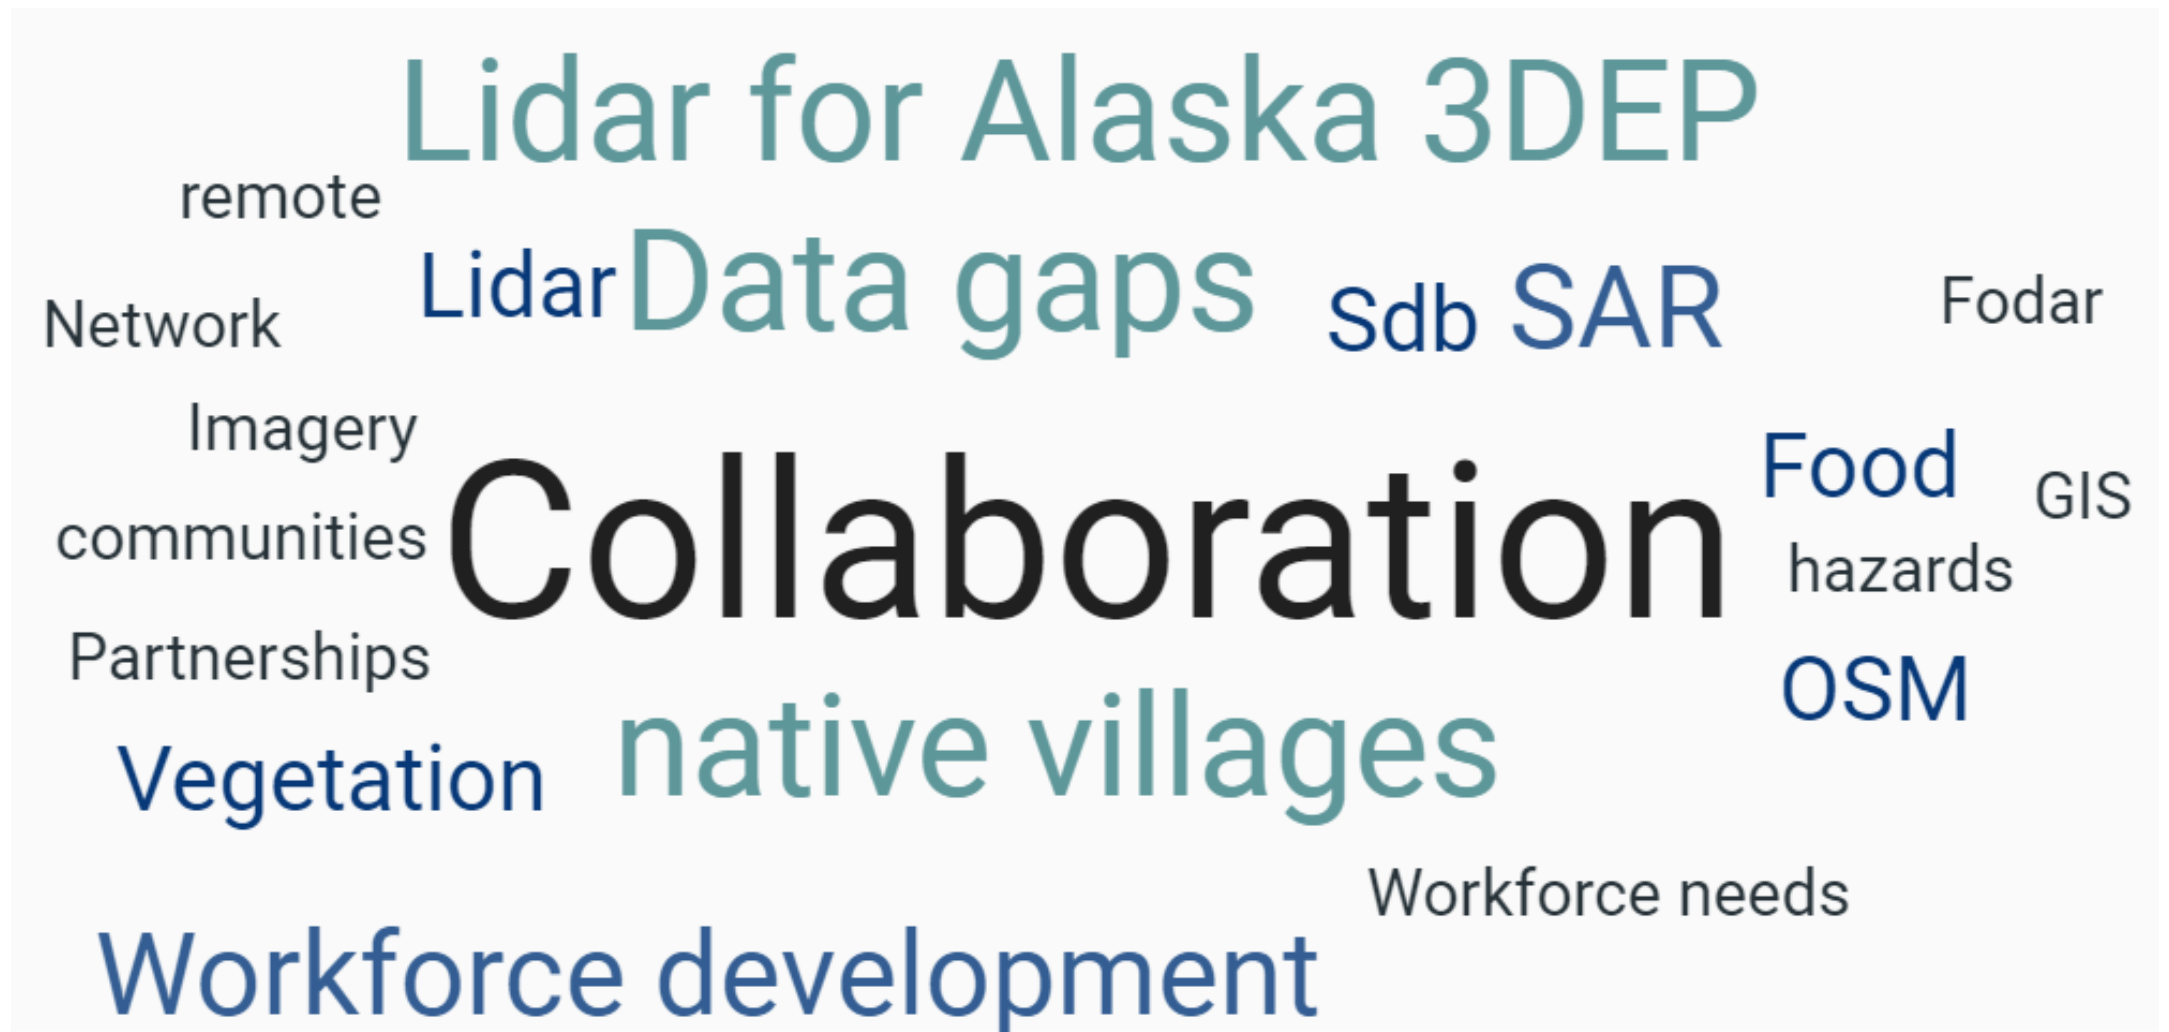 Lidar for Alaska 3DEP
remote
Lidar
Data gaps
Sdb
SAR
Fodar
Network
Imagery
Collaboration
Food
GIS
communities
hazards
Partnerships
OSM
native villages
Vegetation
Workforce needs
Workforce development